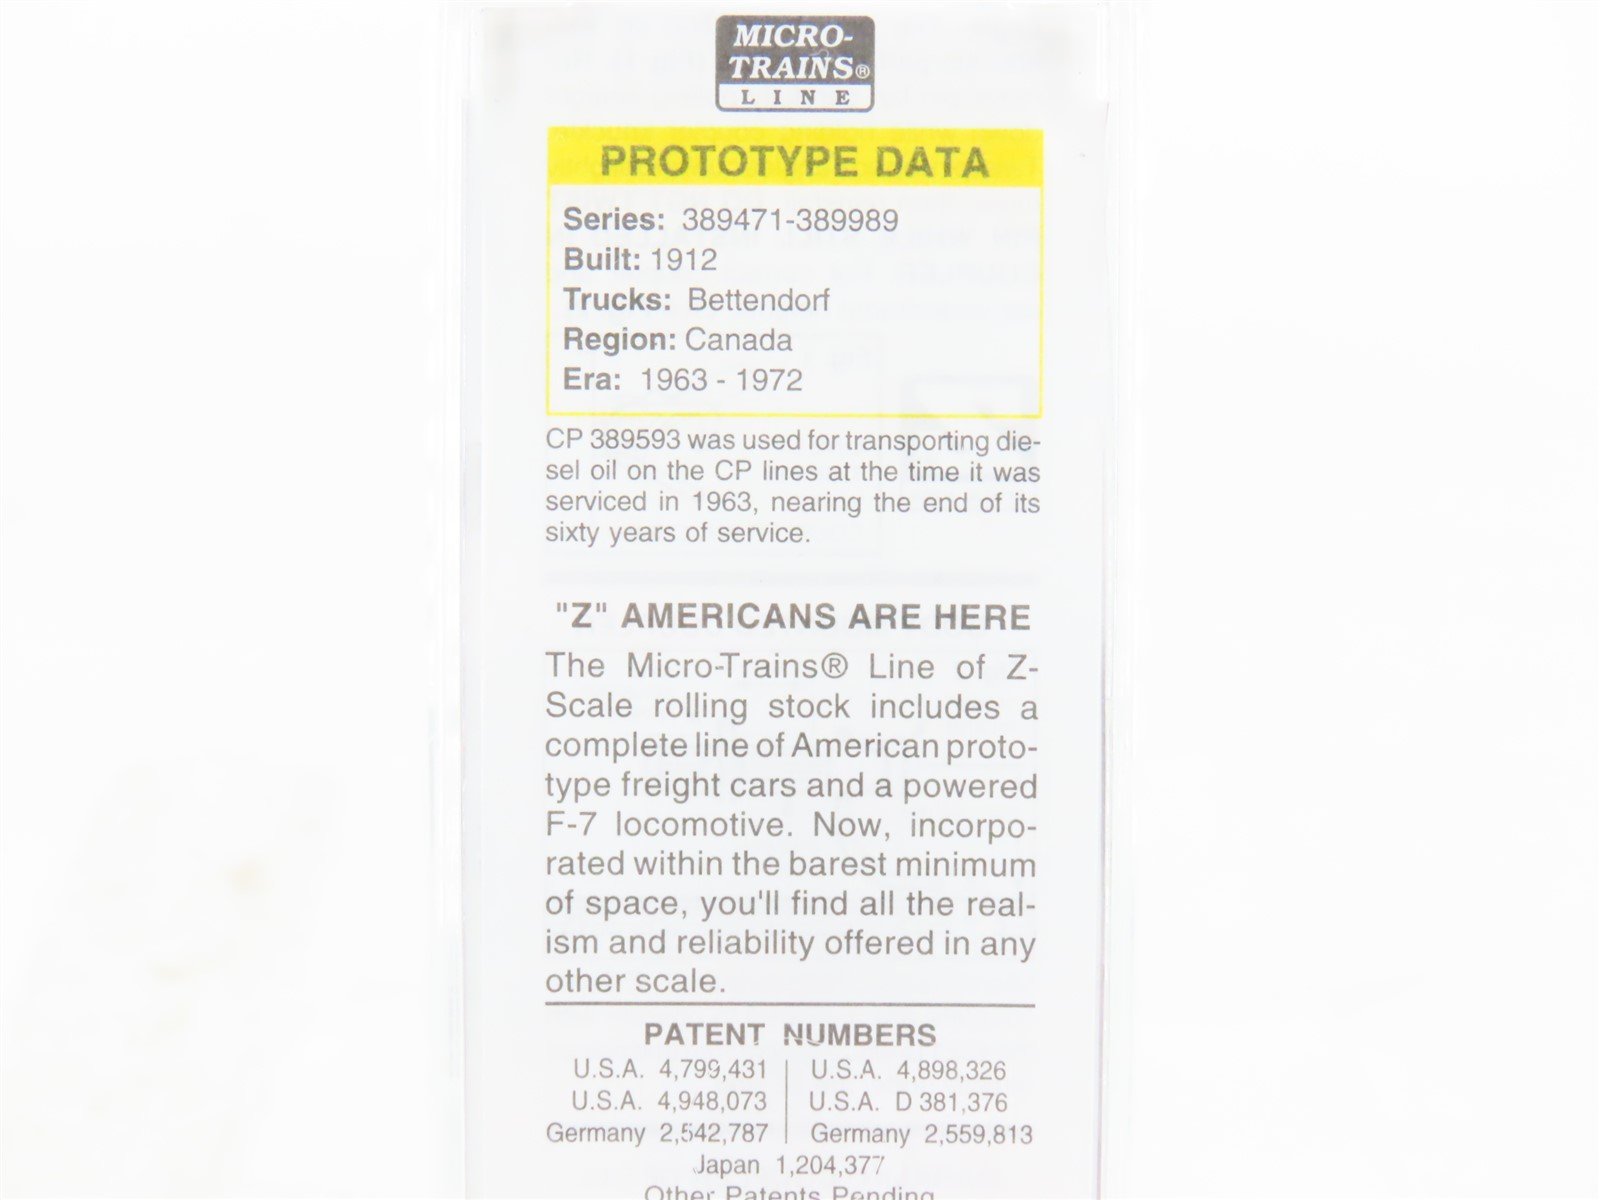 MICRO-
TRAINS®
LINE
PROTOTYPE DATA
Series: 389471-389989
Built: 1912
Trucks: Bettendorf
Region: Canada
Era: 1963 - 1972
CP 389593 was used for transporting die-
sel oil on the CP lines at the time it was
serviced in 1963, nearing the end of its
sixty years of service.
"Z" AMERICANS ARE HERE
The Micro-Trains® Line of Z-
Scale rolling stock includes a
complete line of American proto-
type freight cars and a powered
F-7 locomotive. Now, incorpo-
rated within the barest minimum
of space, you'll find all the real-
ism and reliability offered in any
other scale.
PATENT NUMBERS
U.S.A. 4,799,431 | U.S.A. 4,898,326
U.S.A. 4,948,073 | U.S.A. D 381,376
Germany 2,542,787 | Germany 2,559,813
Japan 1,204,377
Other Patents Pending